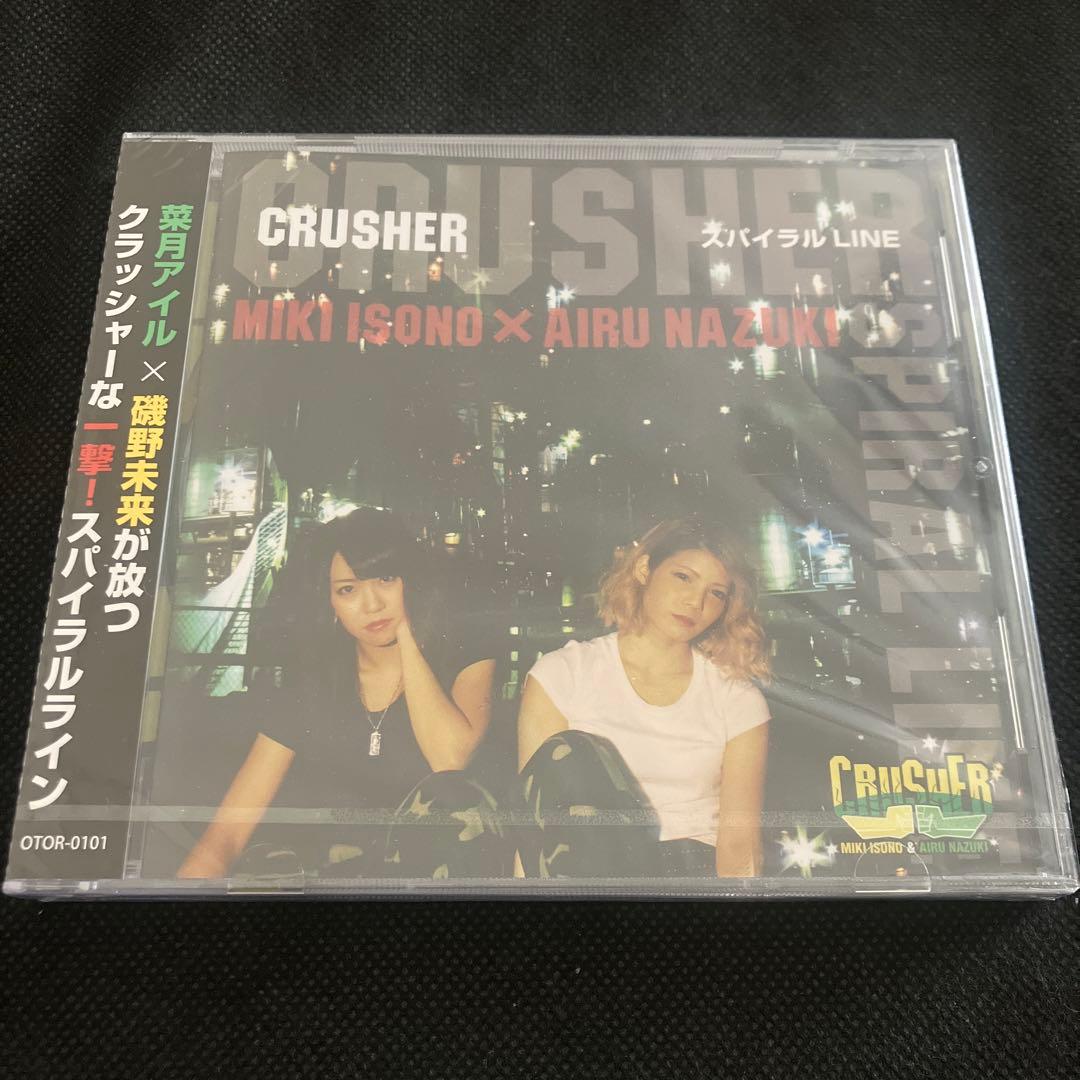 菜月アイル×磯野未来が放つ
クラッシャーな一撃!スパイラルライン
OTOR-0101
CRUSHER
SPIRAL LINE
CRUSHER
スパイラル LINE
MIKI ISONO × AIRU NAZUKI
CRUSHER
MIKI ISONO & AIRU NAZUKI